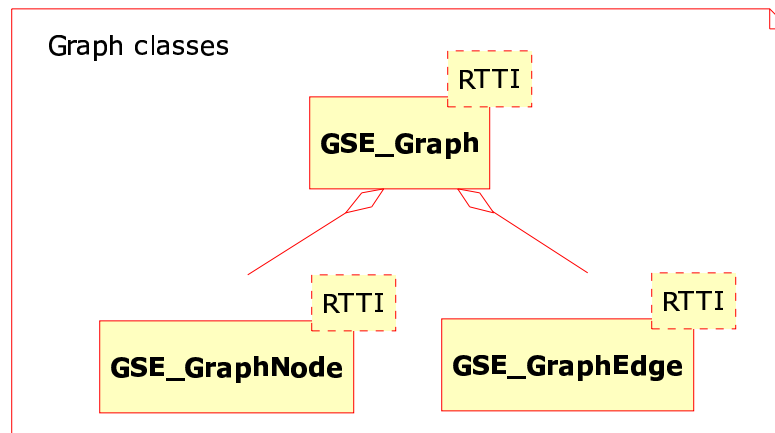 Graph classes
RTTI
GSE_Graph
RTTI
RTTI
GSE_GraphNode
GSE_GraphEdge